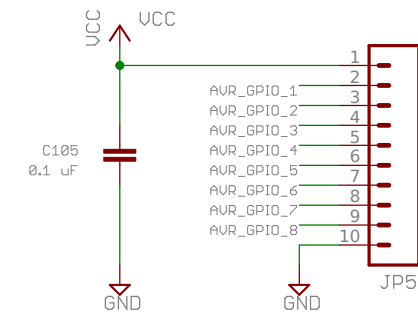 VCC
VCC
1
2
AVR_GPIO_1
3
AVR_GPIO_2
4
AVR_GPIO_3
5
AVR_GPIO_4
6
AVR_GPIO_5
7
AVR_GPIO_6
8
AVR_GPIO_7
9
AVR_GPIO_8
10
C105
0.1 uF
JP5
GND
GND